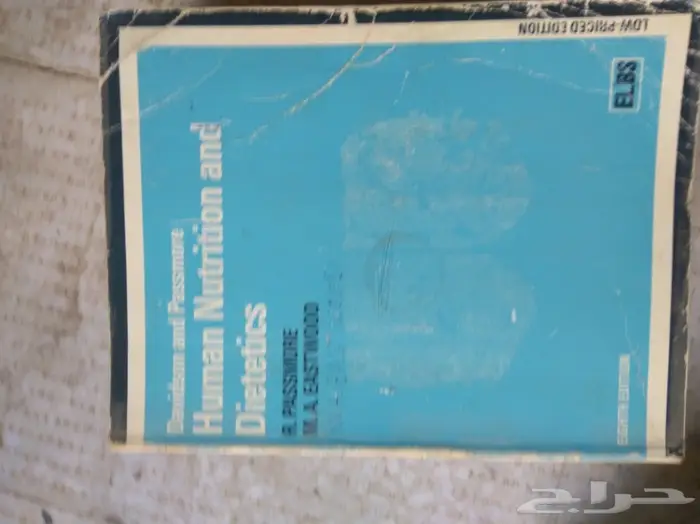 LOW-PRICED EDITION
ELBS
Davidson and Passmore
Human Nutrition and
Dietetics
R. PASSMORE
M. A. EASTWOOD
EIGHTH EDITION
حراج